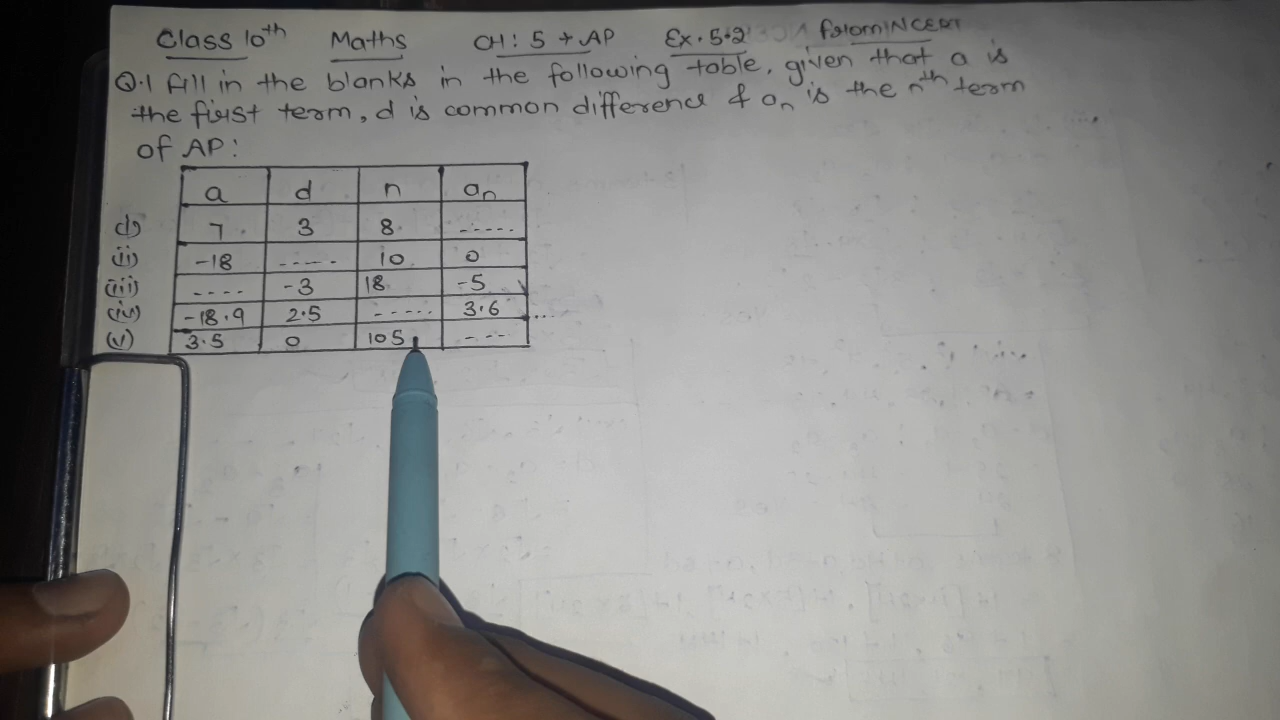 Class 10th Maths CH: 5 → AP Ex. 5.2 from NCERT
Q.1 Fill in the blanks in the following table, given that a is
the first term, d is common difference & an is the nth term
of AP:
a d n an
(i) 7 3 8 .....
(ii) -18 ..... 10 0
(iii) .... -3 18 -5
(iv) -18.9 2.5 ..... 3.6
(v) 3.5 0 105 ....